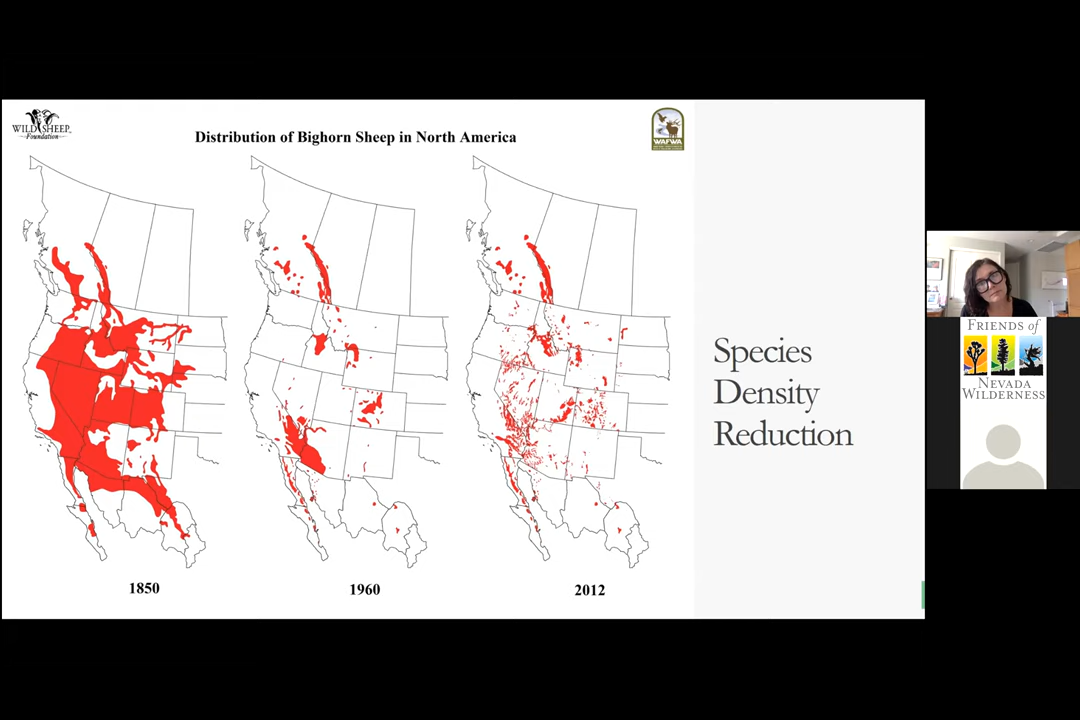 WILD SHEEP
Foundation
Distribution of Bighorn Sheep in North America
WAFWA
1850
1960
2012
Species
Density
Reduction
FRIENDS of
NEVADA
WILDERNESS